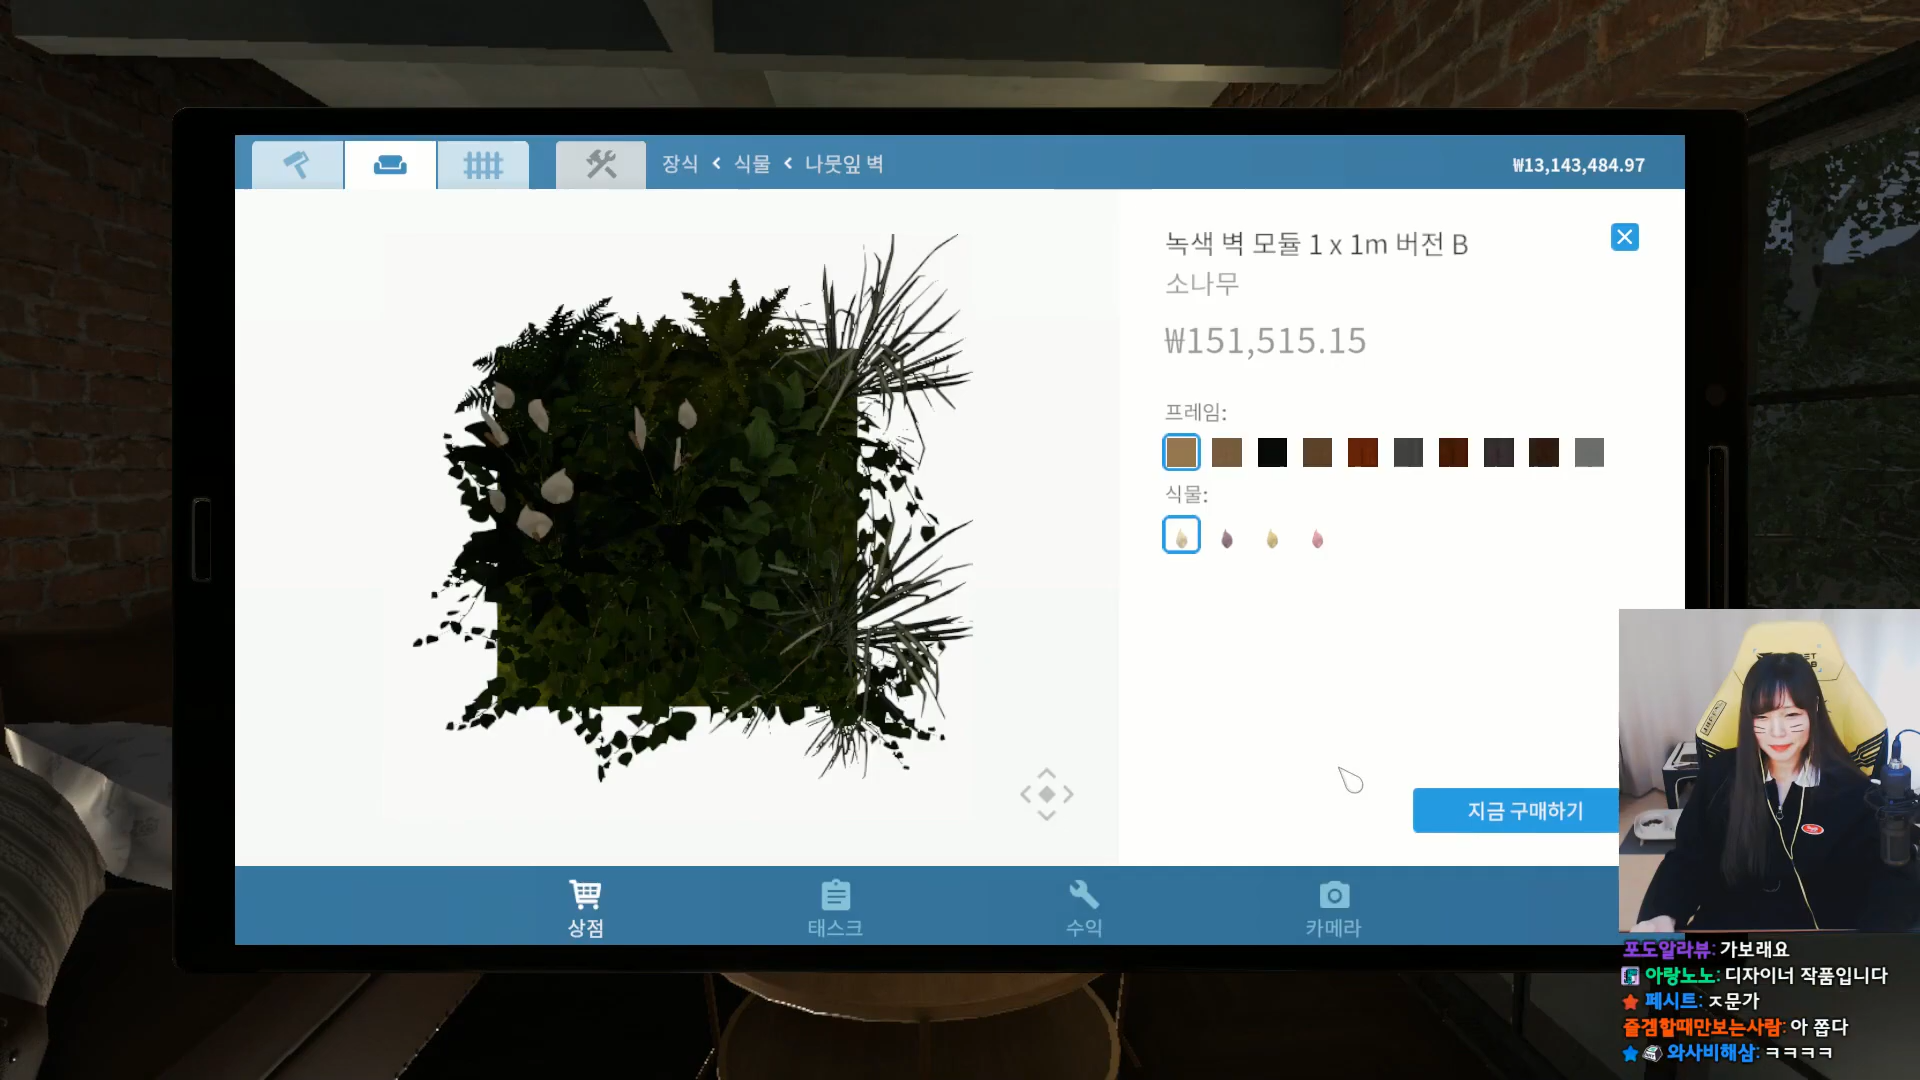 장식 < 식물 < 나뭇잎 벽
₩13,143,484.97
녹색 벽 모듈 1 x 1m 버전 B
소나무
₩151,515.15
프레임:
식물:
지금 구매하기
상점
태스크
수익
카메라
포도알라뷰: 가보래요
아랑노노: 디자이너 작품입니다
페시트: ㅈ문가
즐겜할때만보는사람: 아 쫍다
와사비해삼: ㅋㅋㅋㅋ